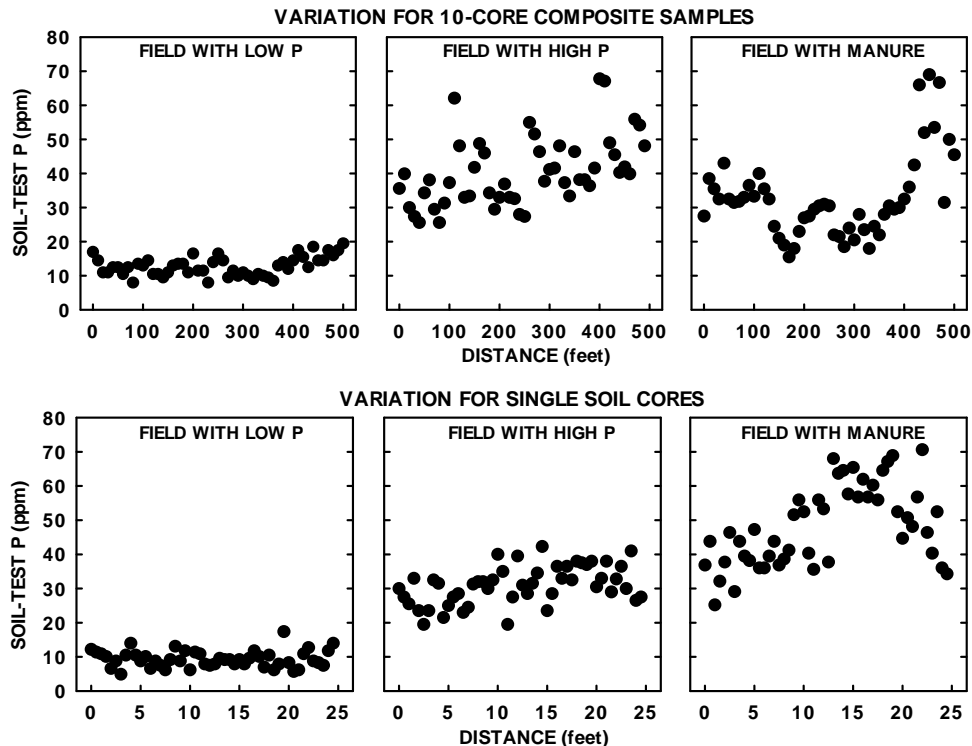 VARIATION FOR 10-CORE COMPOSITE SAMPLES
SOIL-TEST P (ppm)
80
70
60
50
40
30
20
10
0
FIELD WITH LOW P
FIELD WITH HIGH P
FIELD WITH MANURE
0 100 200 300 400 500
0 100 200 300 400 500
0 100 200 300 400 500
DISTANCE (feet)
VARIATION FOR SINGLE SOIL CORES
SOIL-TEST P (ppm)
80
70
60
50
40
30
20
10
0
FIELD WITH LOW P
FIELD WITH HIGH P
FIELD WITH MANURE
0 5 10 15 20 25
0 5 10 15 20 25
0 5 10 15 20 25
DISTANCE (feet)